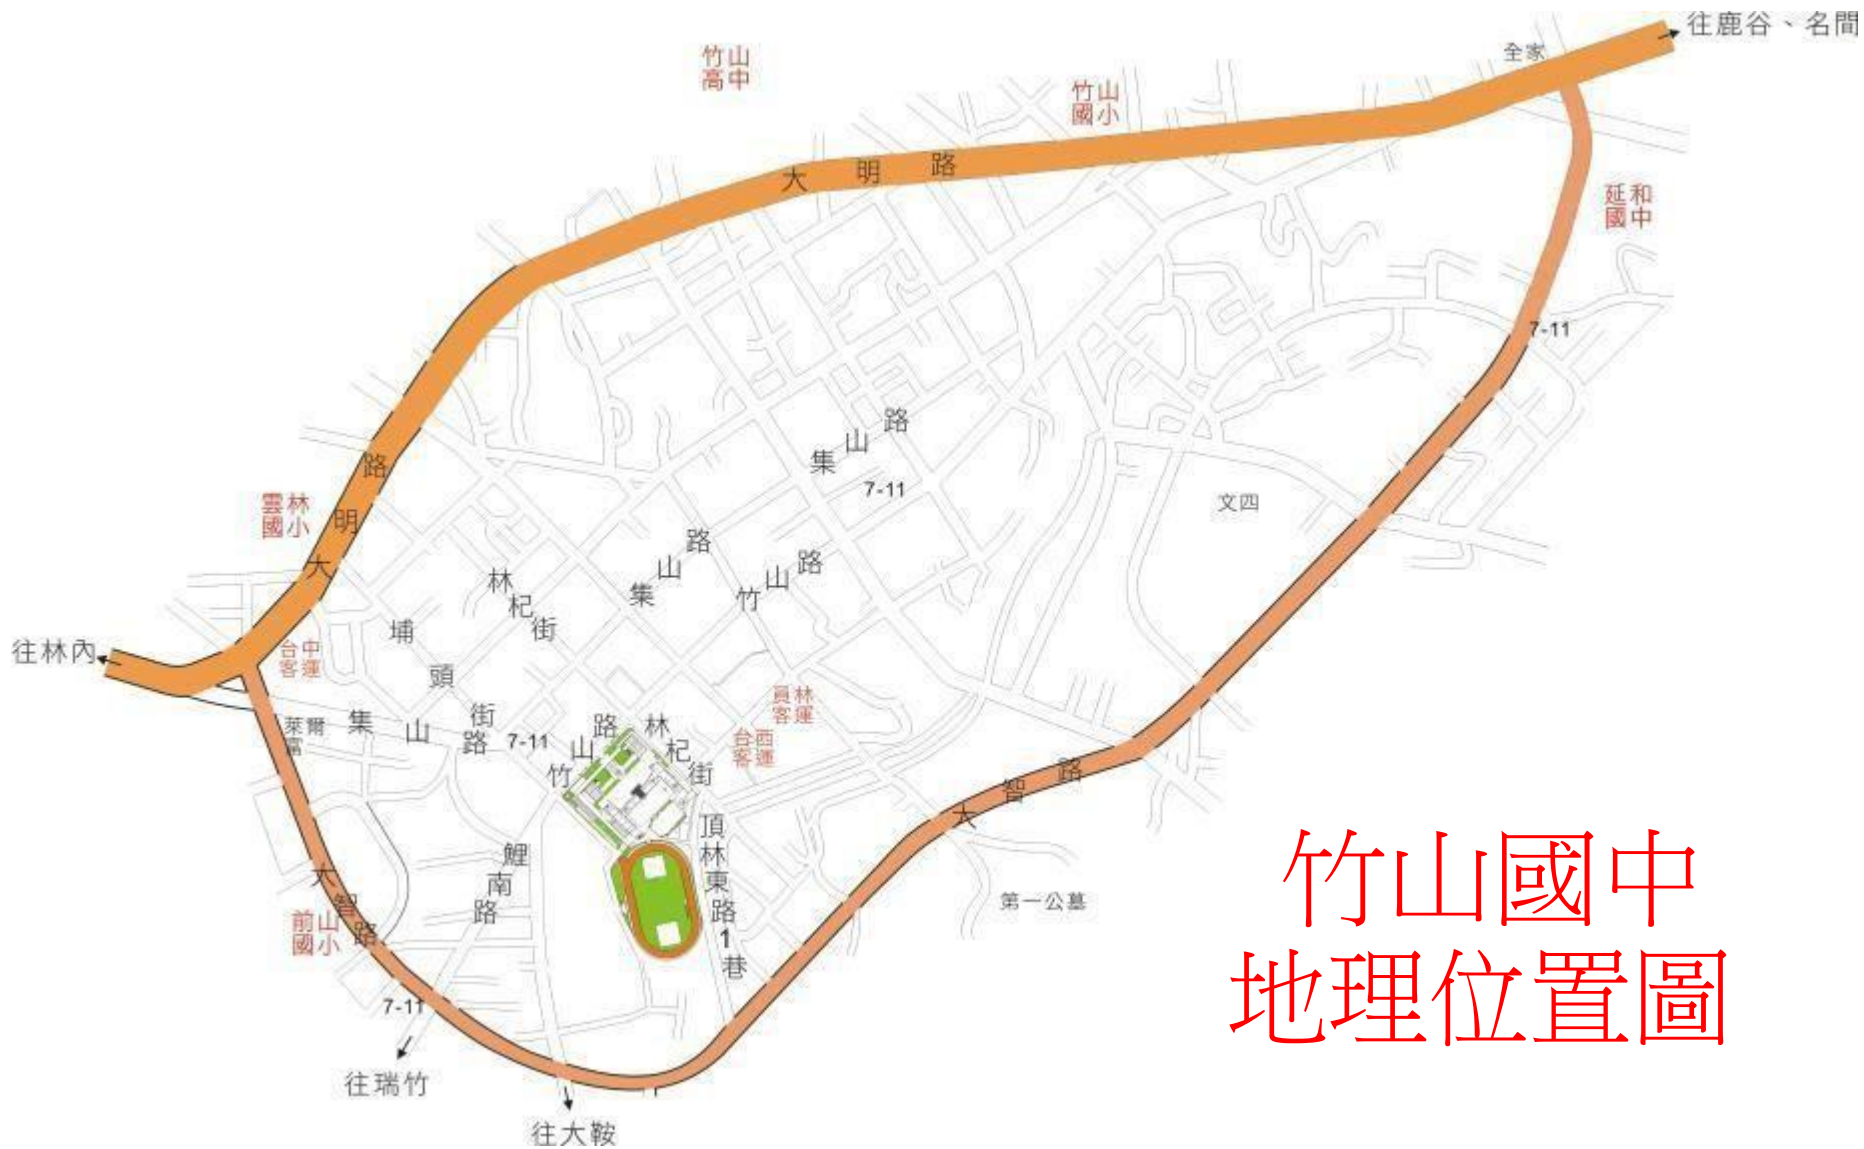 往鹿谷、名間
全家
竹山
高中
竹山
國小
大明路
延和
國中
7-11
集山路
7-11
文四
雲林
國小
大明路
集山路
竹山路
林杞街
埔頭街
往林內
台中
客運
萊爾
富
集山路
7-11
竹山路
林杞街
員林
客運
台西
客運
大智路
頂林東路1巷
鯉南路
大智路
前山
國小
第一公墓
7-11
往瑞竹
往大鞍
竹山國中
地理位置圖